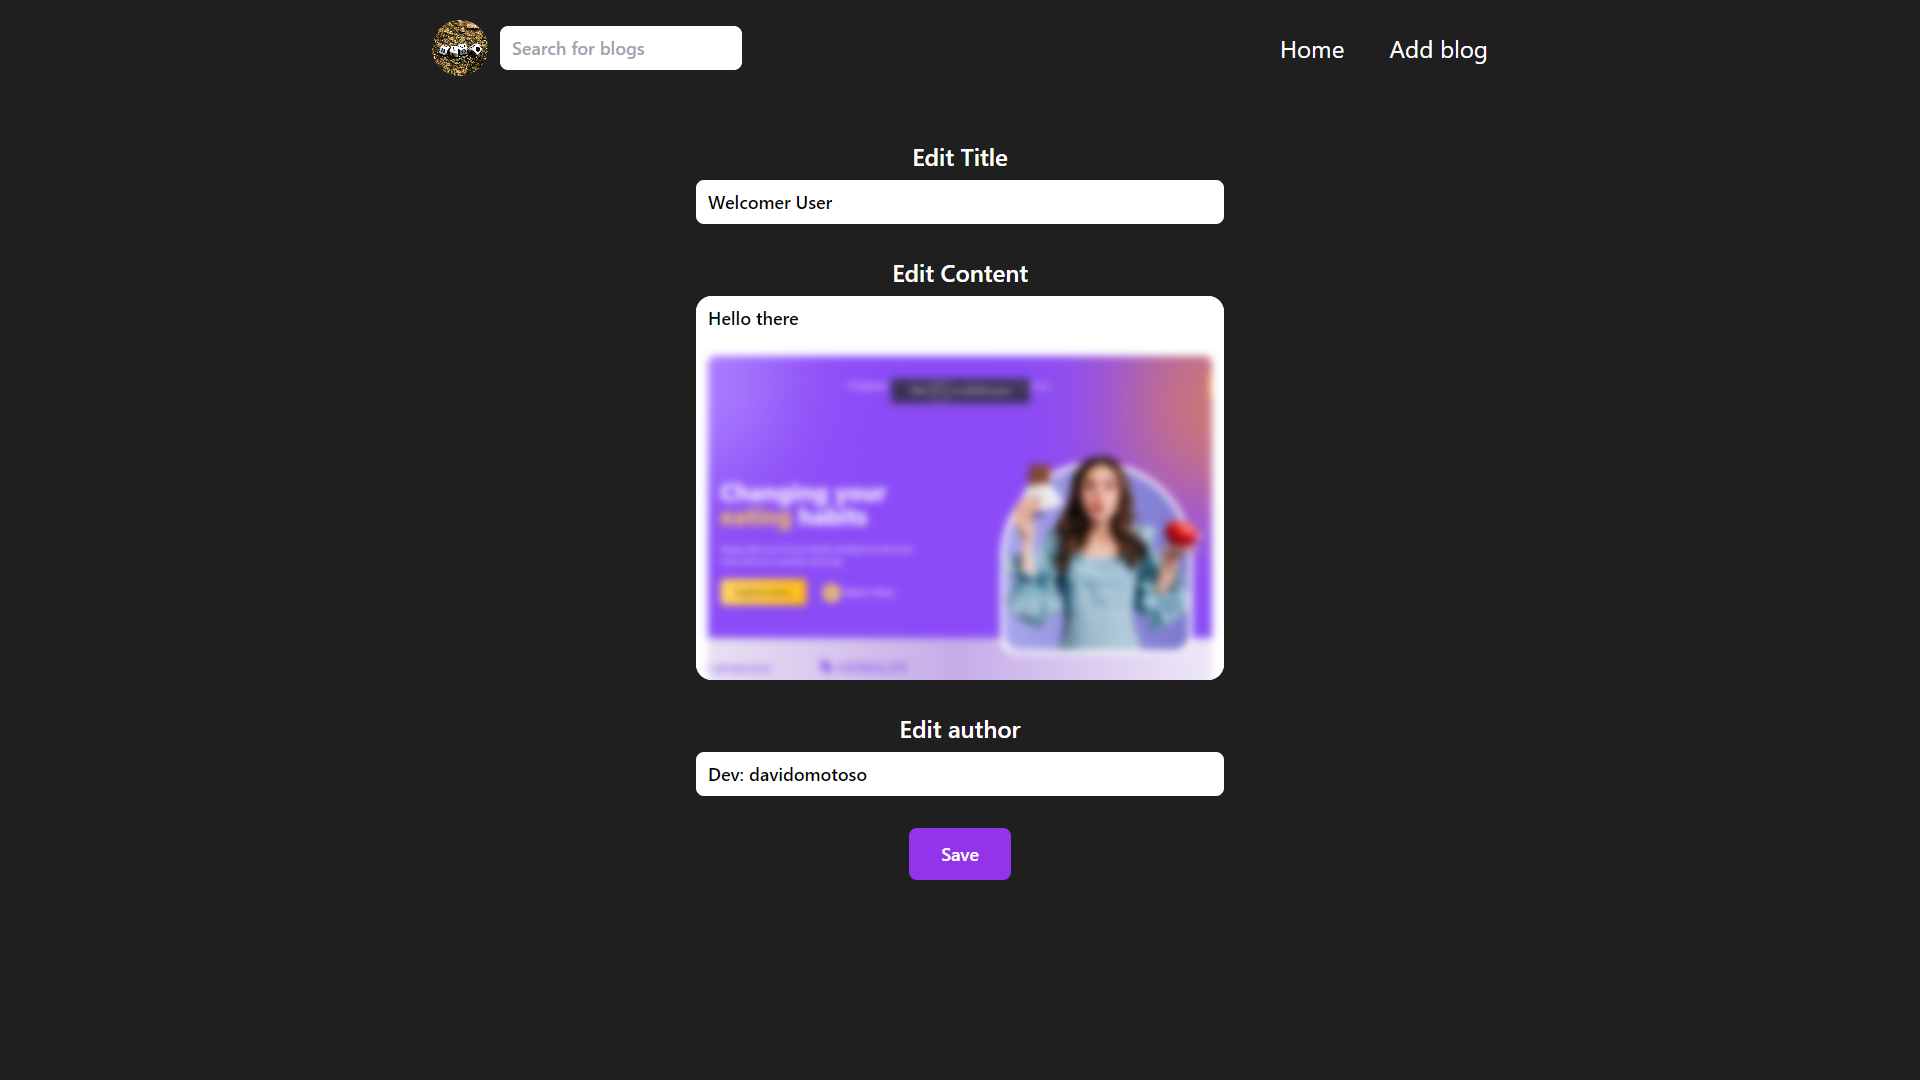 Search for blogs
Home
Add blog
Edit Title
Welcomer User
Edit Content
Hello there
Changing your
eating habits
Edit author
Dev: davidomotoso
Save